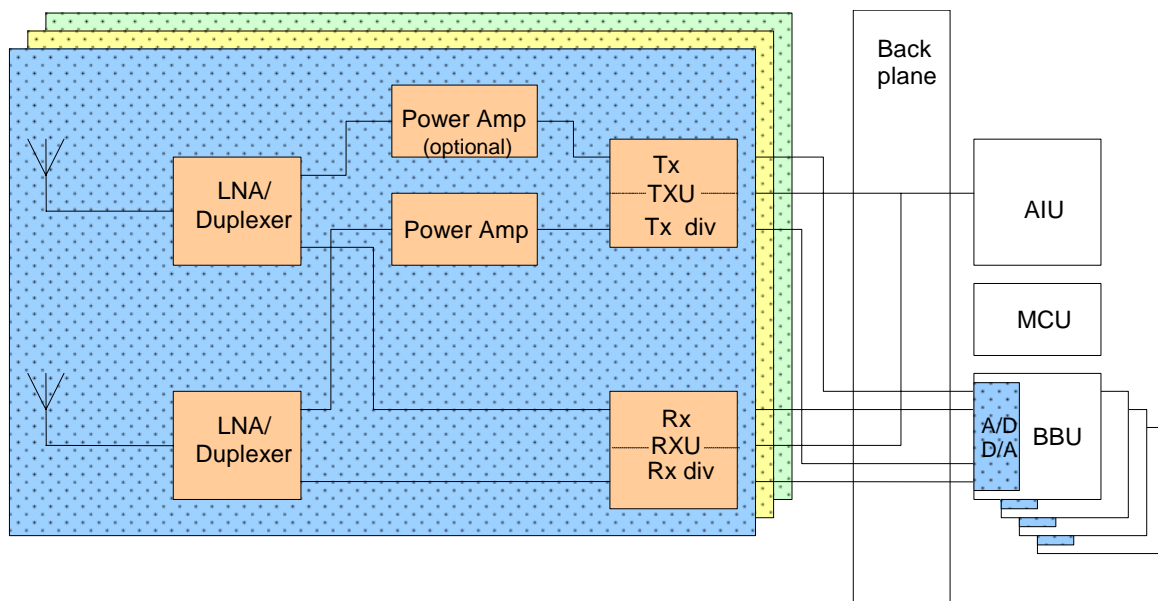 Back
plane
Power Amp
(optional)
LNA/
Duplexer
Tx
TXU
Tx div
Power Amp
AIU
MCU
LNA/
Duplexer
Rx
RXU
Rx div
A/D
D/A
BBU